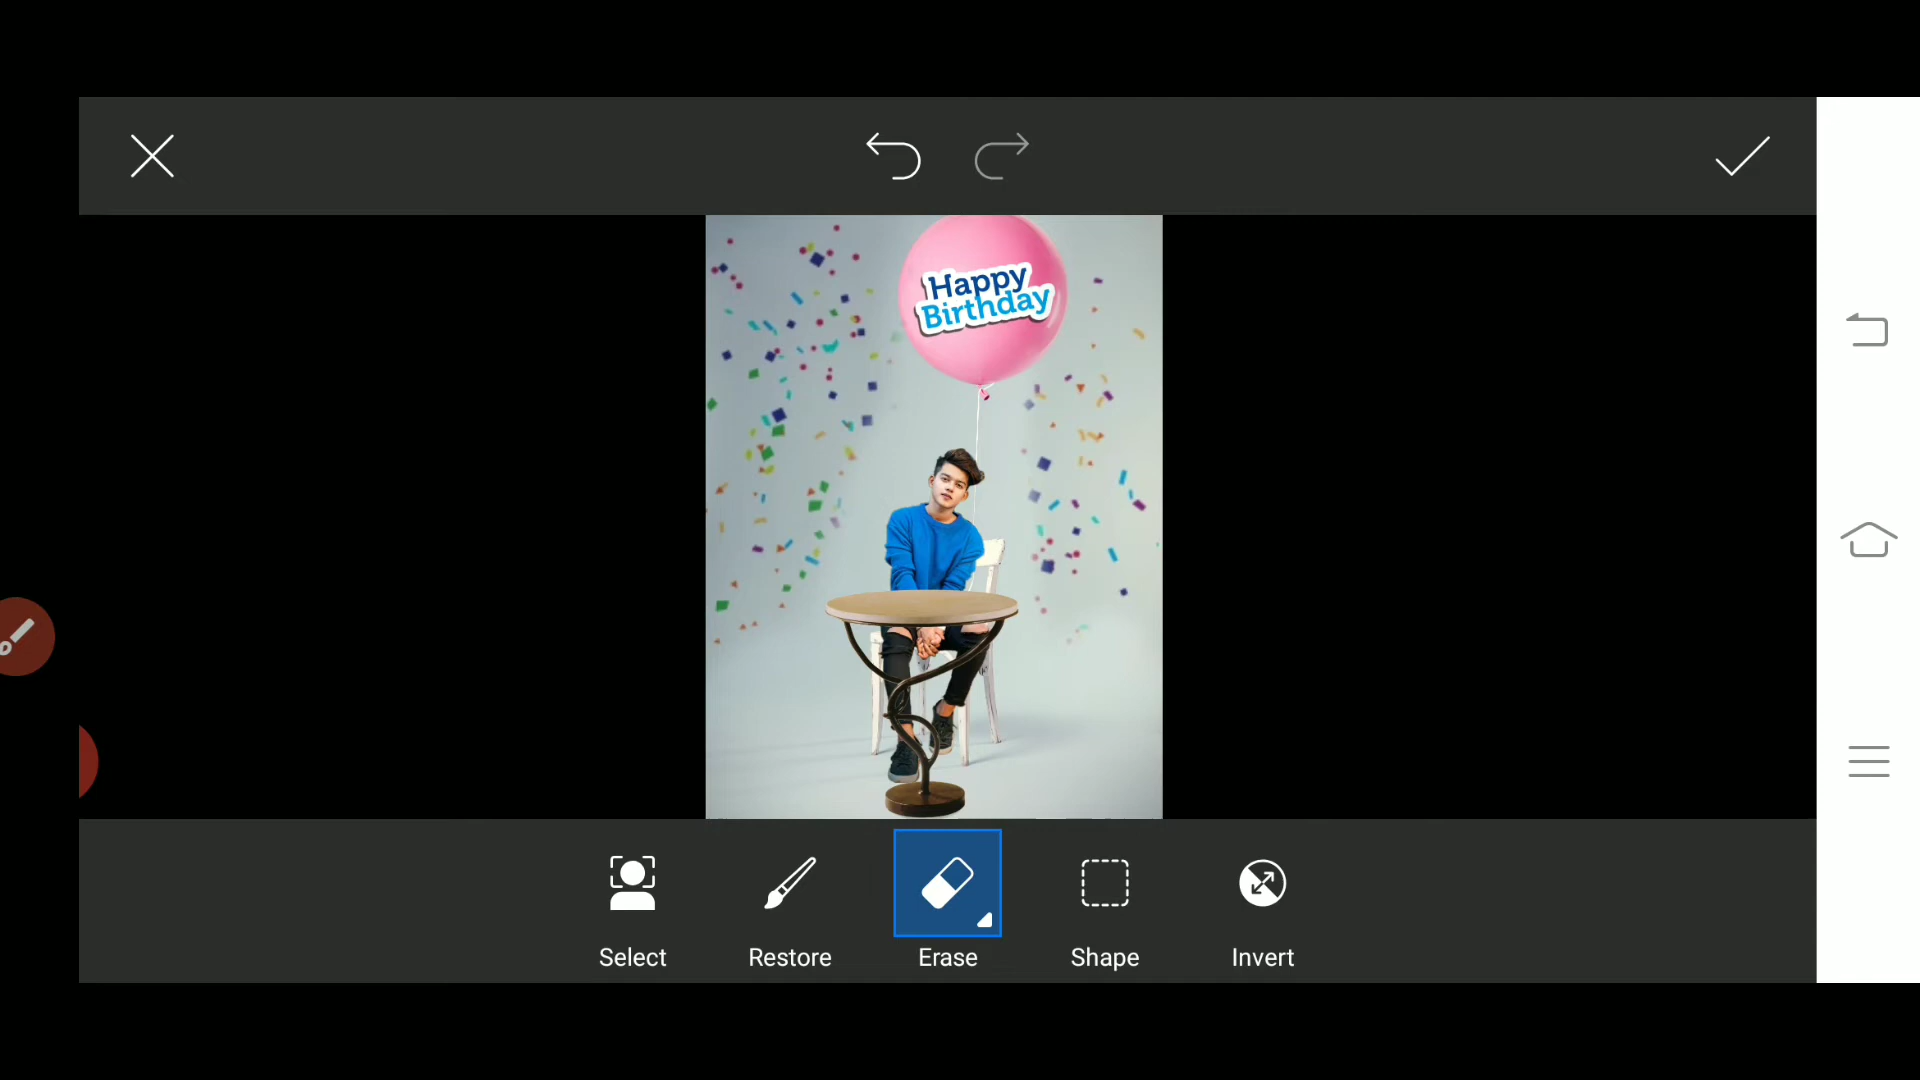 Happy
Birthday
Select
Restore
Erase
Shape
Invert